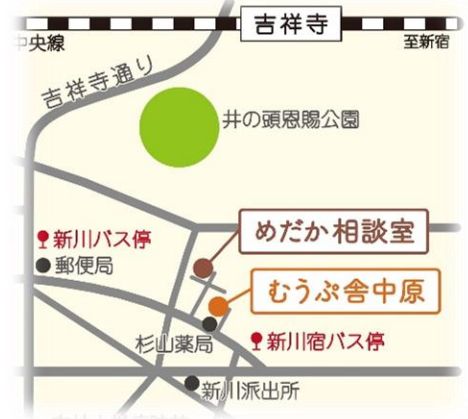 吉祥寺
中央線
至新宿
吉祥寺通り
井の頭恩賜公園
めだか相談室
新川バス停
郵便局
むうぷ舎中原
杉山薬局
新川宿バス停
新川派出所